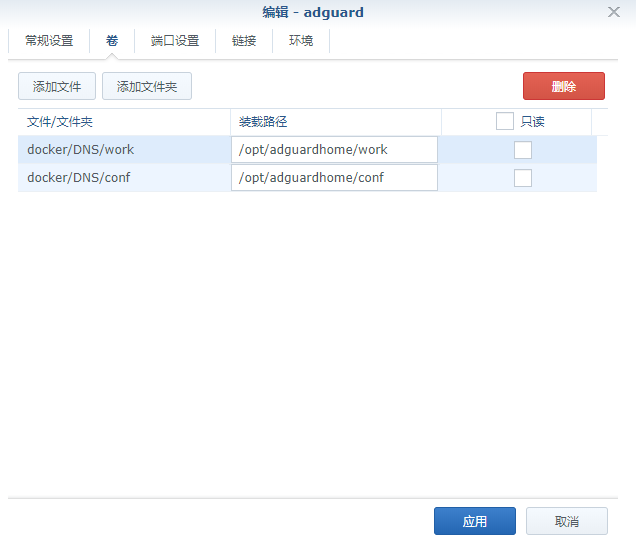 编辑 - adguard
常规设置 卷 端口设置 链接 环境
添加文件 添加文件夹 删除
文件/文件夹 装载路径 只读
docker/DNS/work /opt/adguardhome/work
docker/DNS/conf /opt/adguardhome/conf
应用 取消